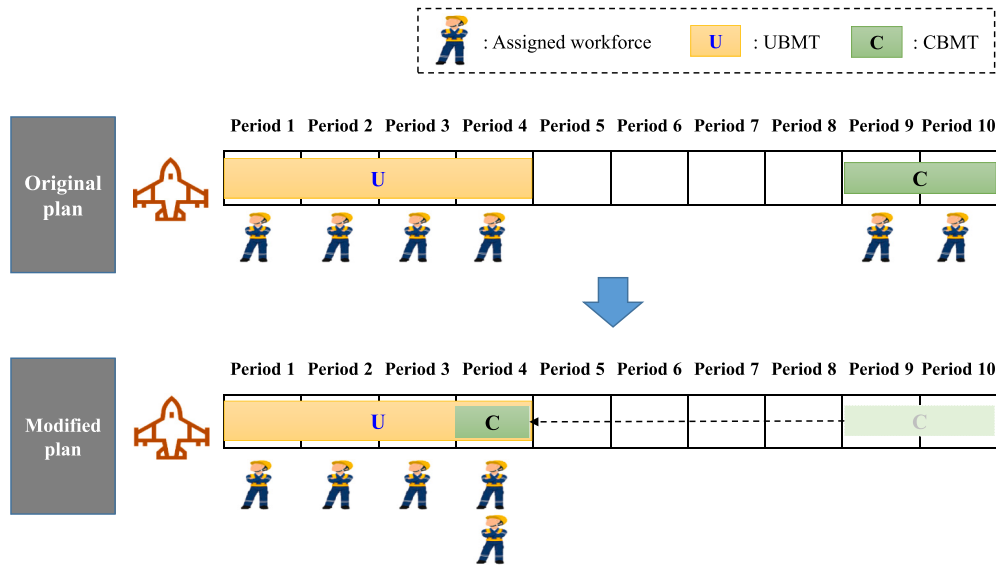 : Assigned workforce U : UBMT C : CBMT
Period 1 Period 2 Period 3 Period 4 Period 5 Period 6 Period 7 Period 8 Period 9 Period 10
Original
plan
U C
Period 1 Period 2 Period 3 Period 4 Period 5 Period 6 Period 7 Period 8 Period 9 Period 10
Modified
plan
U C C